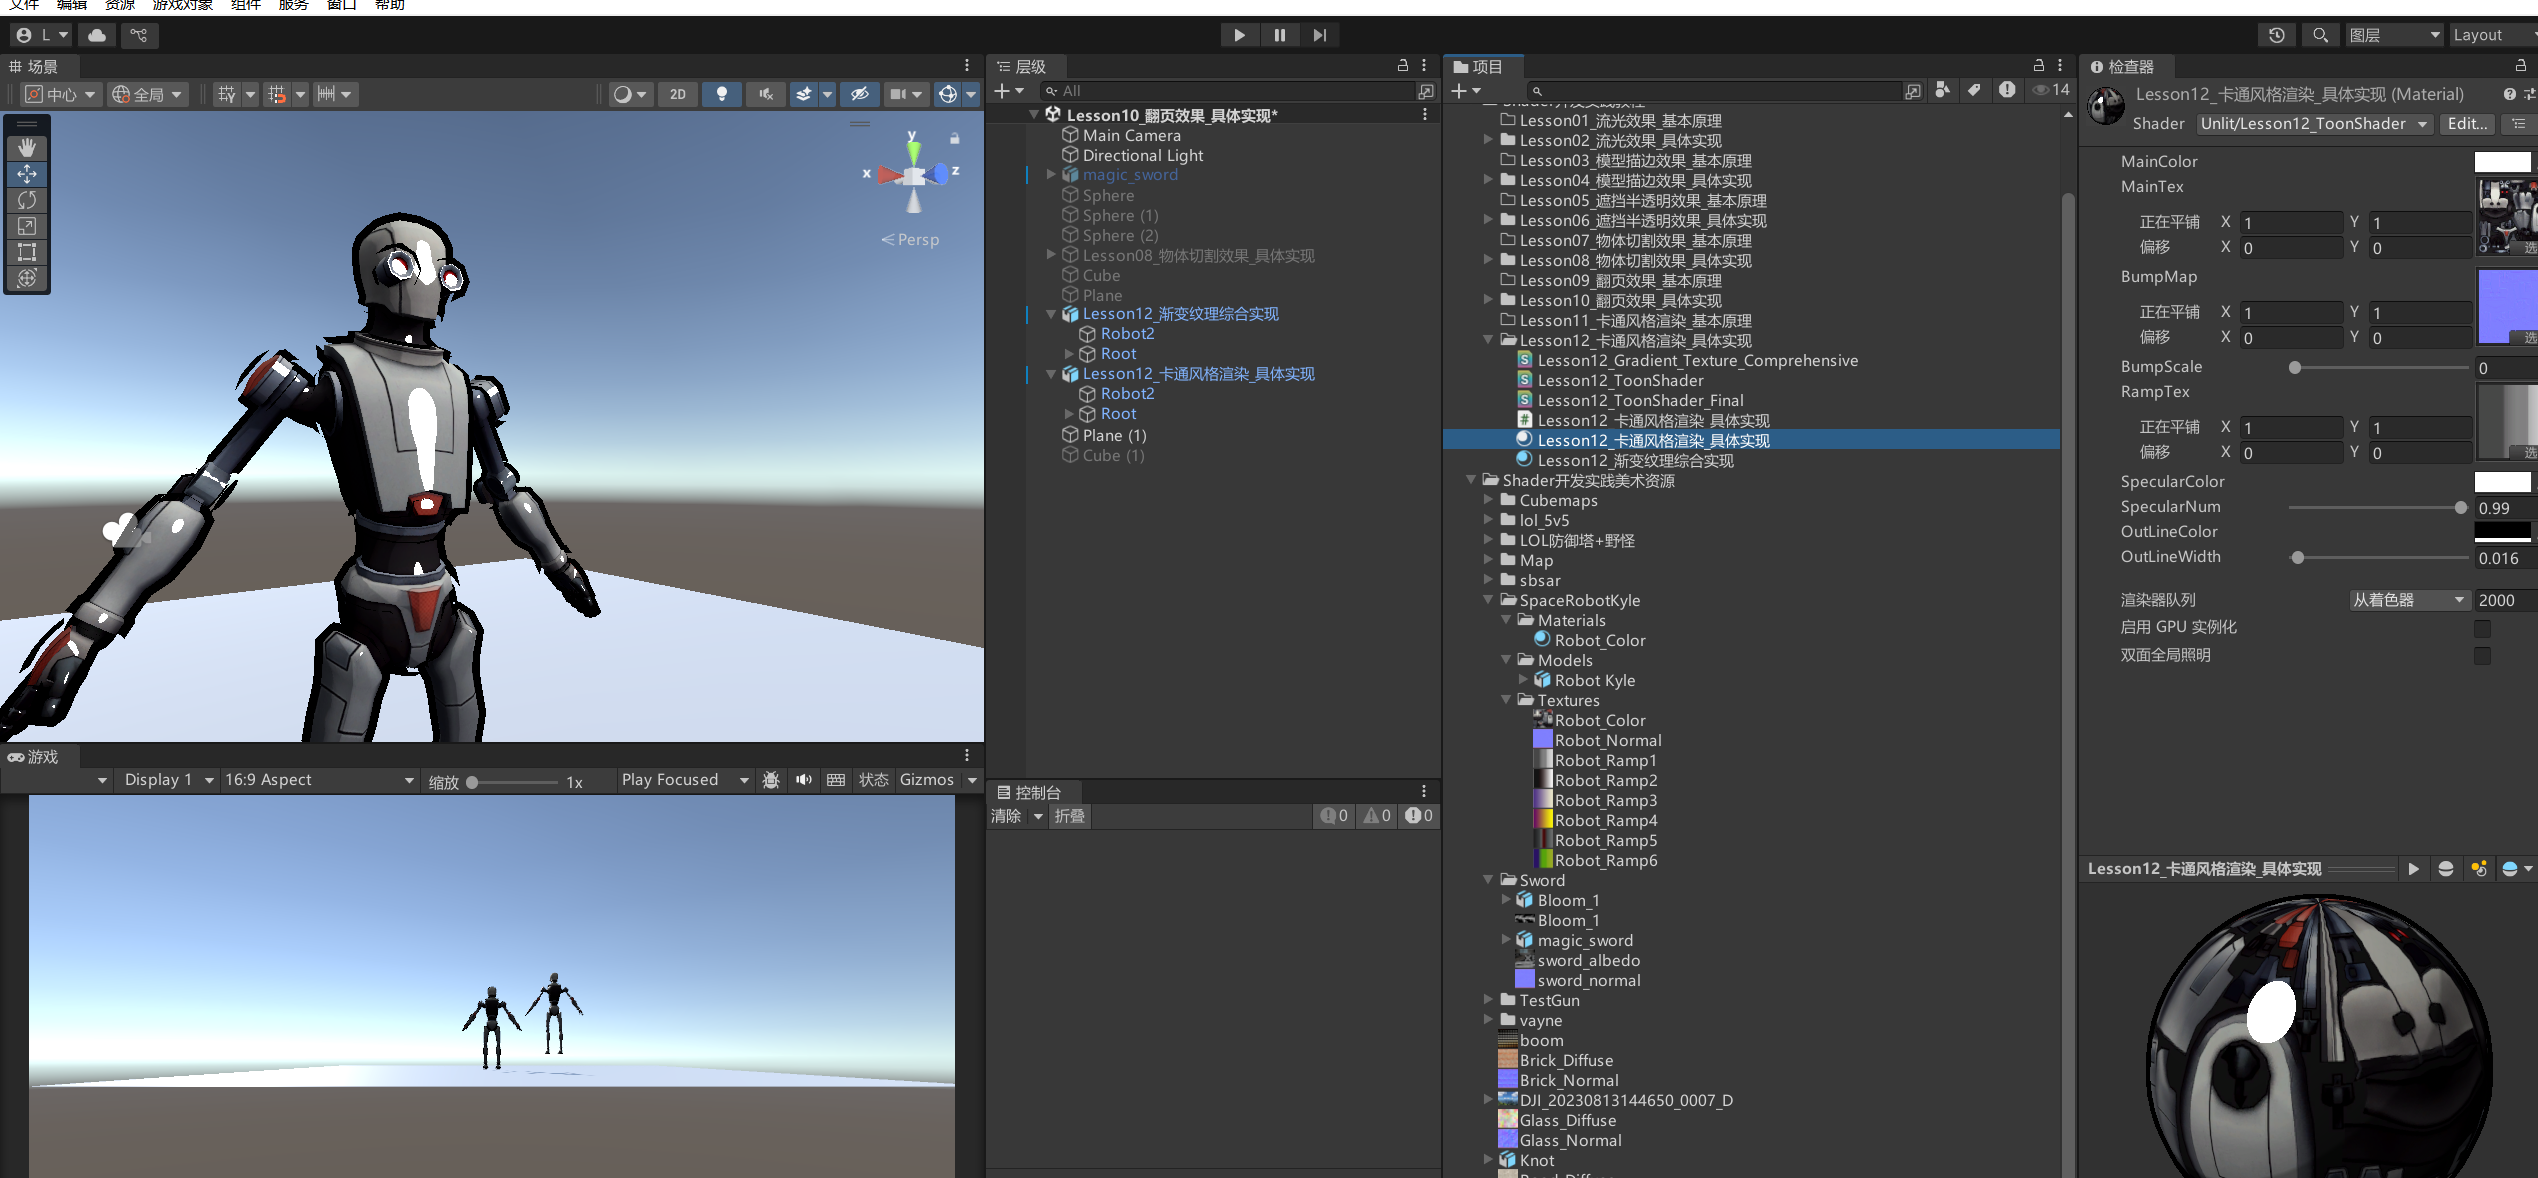 文件 编辑 资源 游戏对象 组件 服务 窗口 帮助
L
图层
Layout
场景
中心
全局
2D
y
x
z
Persp
层级
All
Lesson10_翻页效果_具体实现*
Main Camera
Directional Light
magic_sword
Sphere
Sphere (1)
Sphere (2)
Lesson08_物体切割效果_具体实现
Cube
Plane
Lesson12_渐变纹理综合实现
Robot2
Root
Lesson12_卡通风格渲染_具体实现
Robot2
Root
Plane (1)
Cube (1)
项目
14
Lesson01_流光效果_基本原理
Lesson02_流光效果_具体实现
Lesson03_模型描边效果_基本原理
Lesson04_模型描边效果_具体实现
Lesson05_遮挡半透明效果_基本原理
Lesson06_遮挡半透明效果_具体实现
Lesson07_物体切割效果_基本原理
Lesson08_物体切割效果_具体实现
Lesson09_翻页效果_基本原理
Lesson10_翻页效果_具体实现
Lesson11_卡通风格渲染_基本原理
Lesson12_卡通风格渲染_具体实现
Lesson12_Gradient_Texture_Comprehensive
Lesson12_ToonShader
Lesson12_ToonShader_Final
Lesson12_卡通风格渲染_具体实现
Lesson12_卡通风格渲染_具体实现
Lesson12_渐变纹理综合实现
Shader开发实践美术资源
Cubemaps
lol_5v5
LOL防御塔+野怪
Map
sbsar
SpaceRobotKyle
Materials
Robot_Color
Models
Robot Kyle
Textures
Robot_Color
Robot_Normal
Robot_Ramp1
Robot_Ramp2
Robot_Ramp3
Robot_Ramp4
Robot_Ramp5
Robot_Ramp6
Sword
Bloom_1
Bloom_1
magic_sword
sword_albedo
sword_normal
TestGun
vayne
boom
Brick_Diffuse
Brick_Normal
DJI_20230813144650_0007_D
Glass_Diffuse
Glass_Normal
Knot
检查器
Lesson12_卡通风格渲染_具体实现 (Material)
Shader Unlit/Lesson12_ToonShader Edit...
MainColor
MainTex
正在平铺 X 1 Y 1
偏移 X 0 Y 0
选
BumpMap
正在平铺 X 1 Y 1
偏移 X 0 Y 0
选
BumpScale 0
RampTex
正在平铺 X 1 Y 1
偏移 X 0 Y 0
选
SpecularColor
SpecularNum 0.99
OutLineColor
OutLineWidth 0.016
渲染器队列 从着色器 2000
启用 GPU 实例化
双面全局照明
Lesson12_卡通风格渲染_具体实现
游戏
Display 1 16:9 Aspect 缩放 1x Play Focused 状态 Gizmos
控制台
清除 折叠 0 0 0